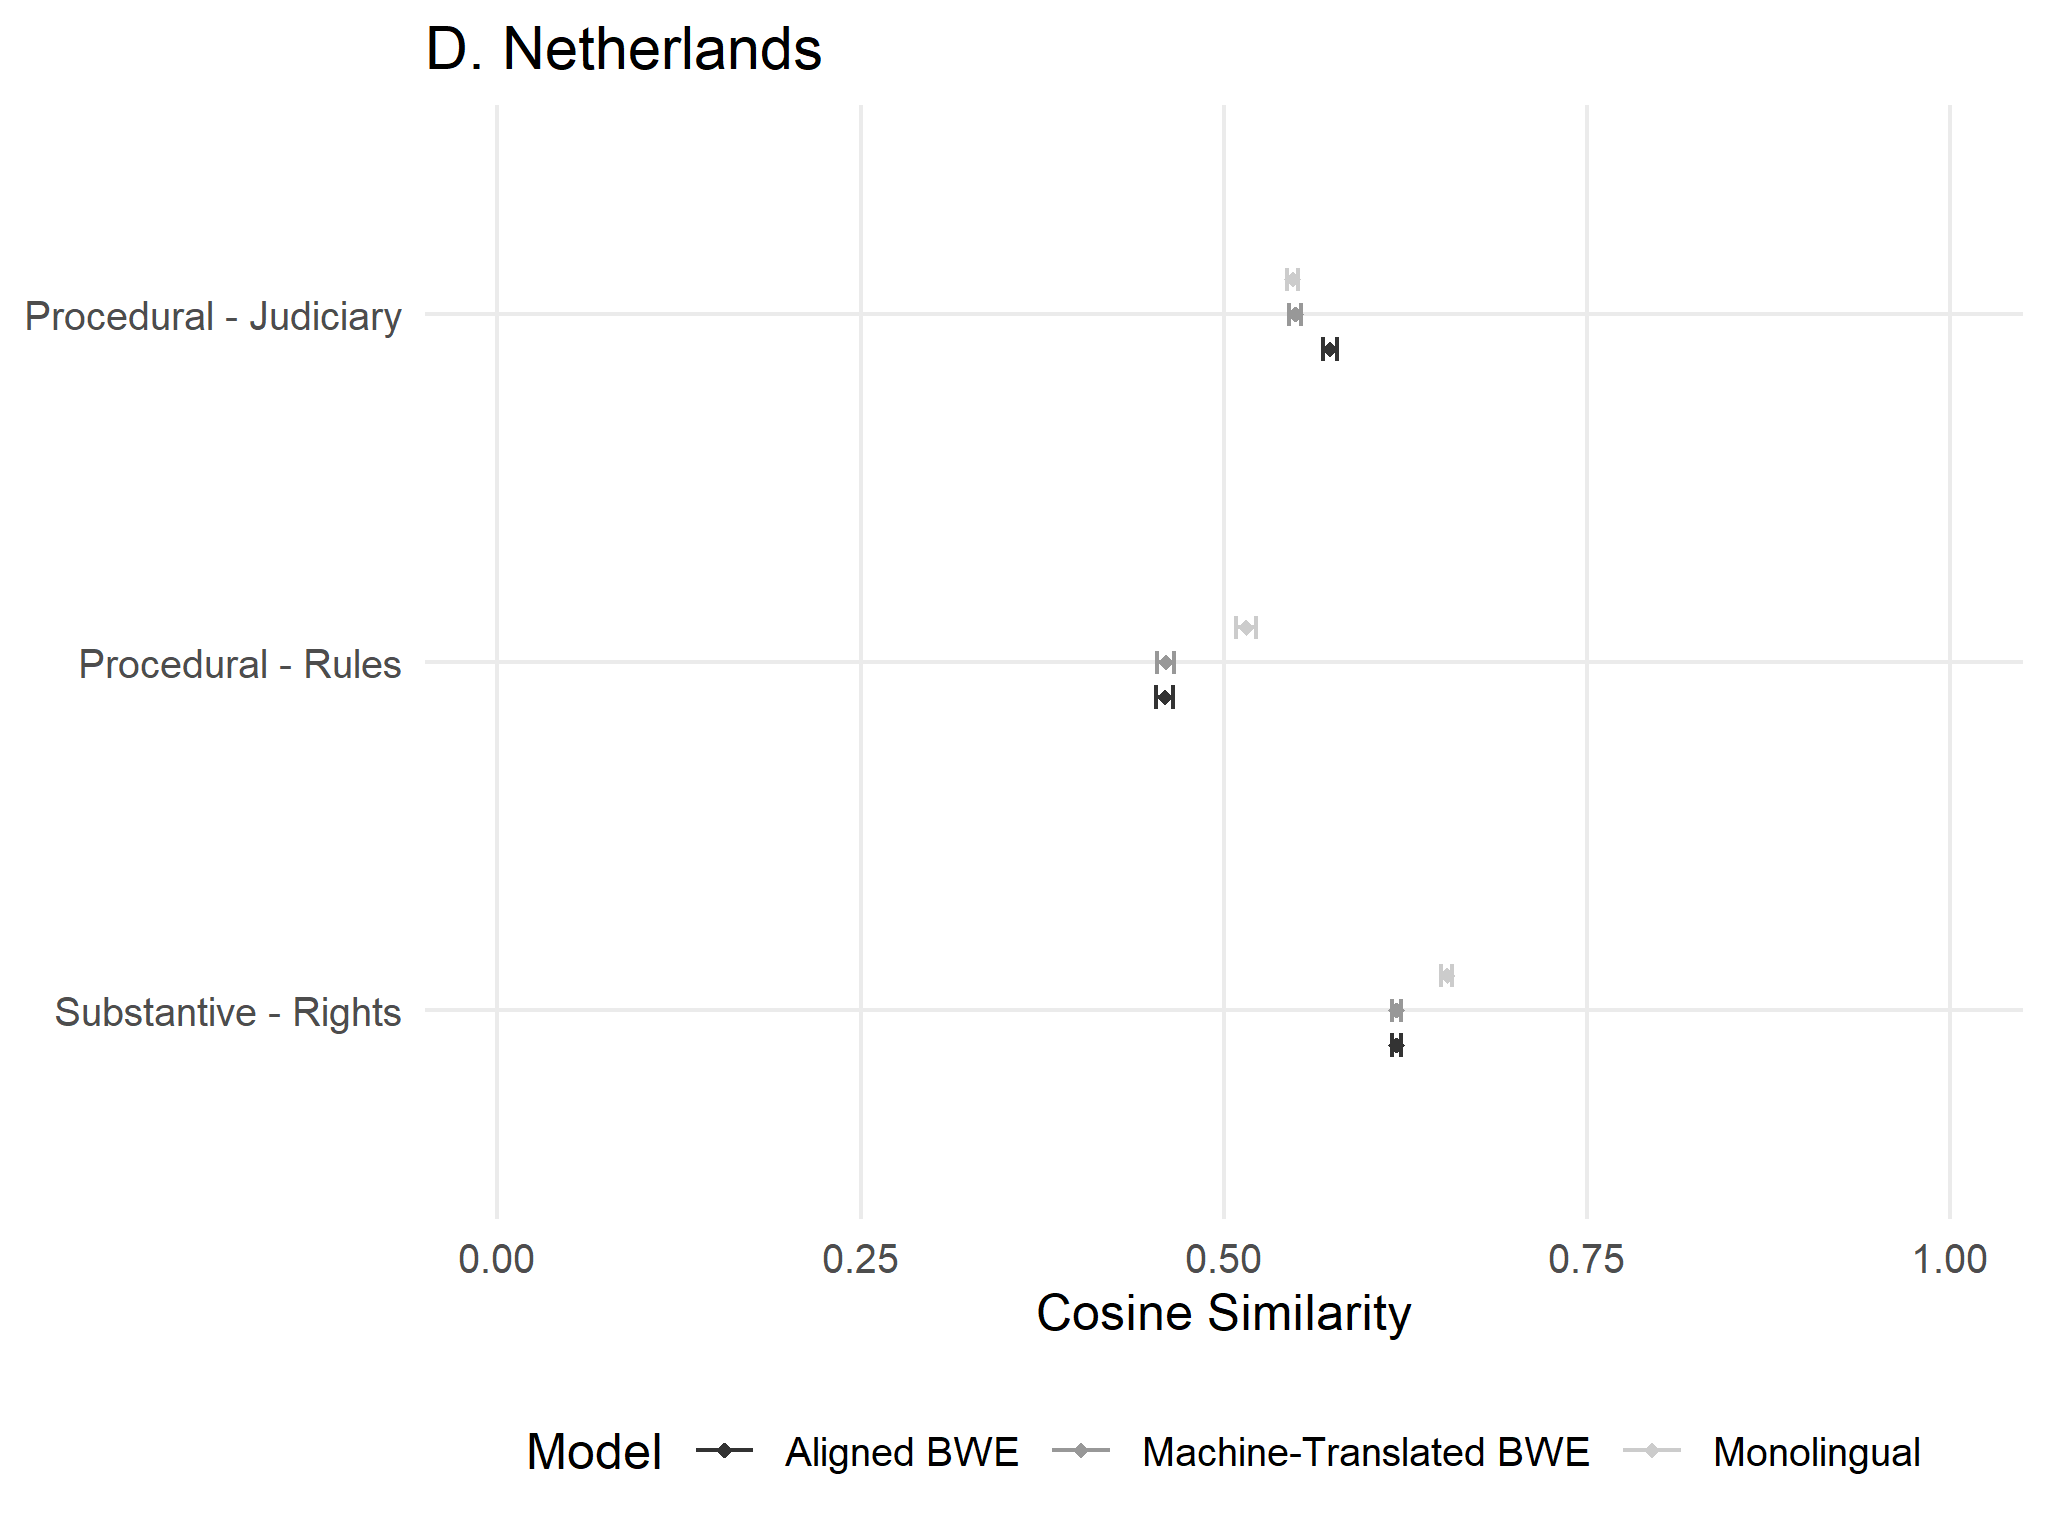 D. Netherlands
Procedural - Judiciary
Procedural - Rules
Substantive - Rights
0.00 0.25 0.50 0.75 1.00
Cosine Similarity
Model Aligned BWE Machine-Translated BWE Monolingual